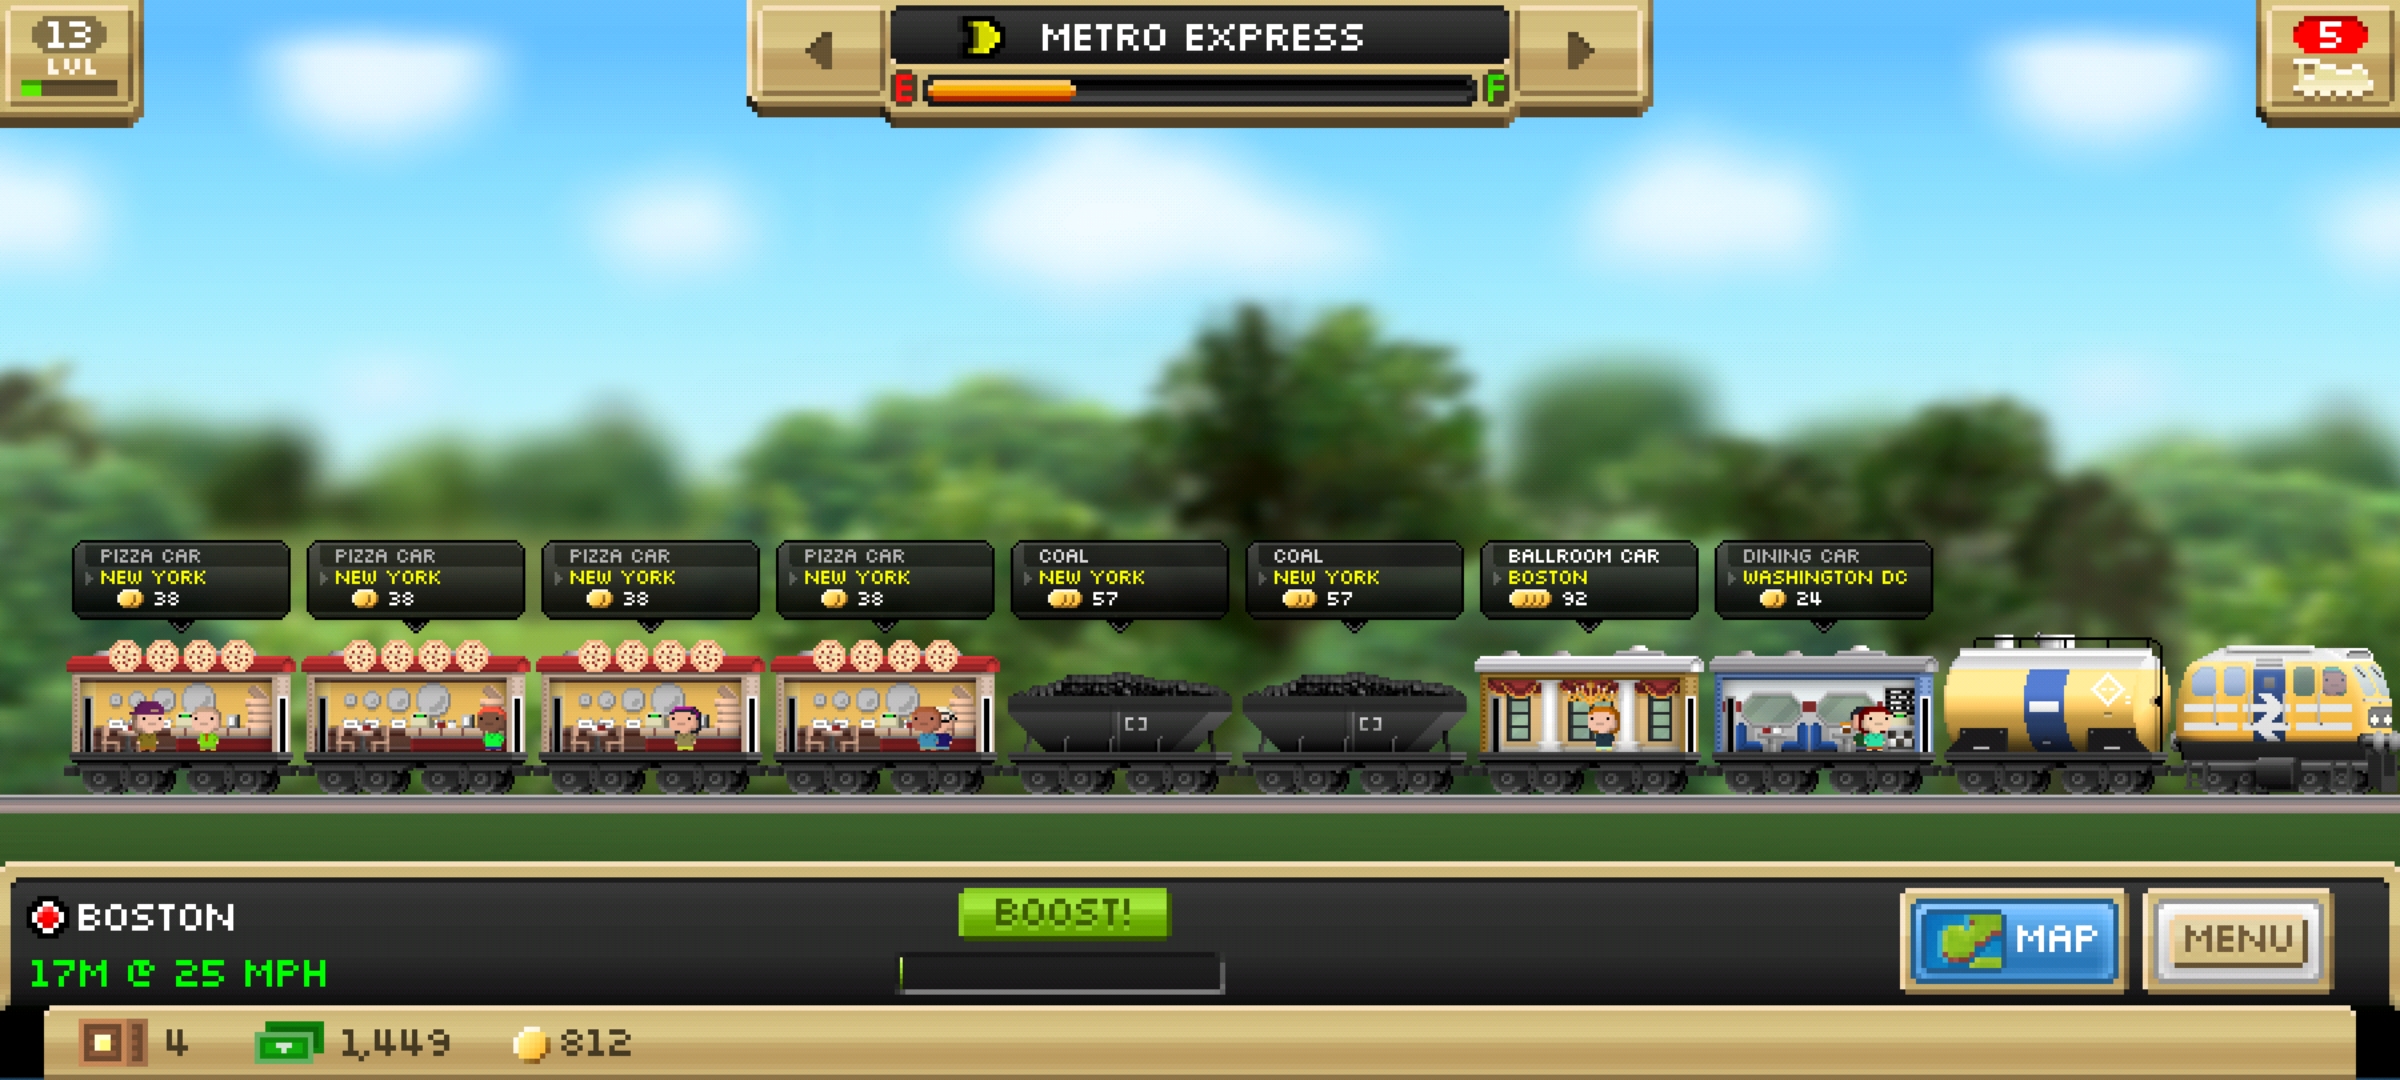 13
LVL
METRO EXPRESS
E F
5
PIZZA CAR
NEW YORK
38
PIZZA CAR
NEW YORK
38
PIZZA CAR
NEW YORK
38
PIZZA CAR
NEW YORK
38
COAL
NEW YORK
57
COAL
NEW YORK
57
BALLROOM CAR
BOSTON
92
DINING CAR
WASHINGTON DC
24
BOSTON
17M @ 25 MPH
BOOST!
MAP
MENU
4
1,449
812